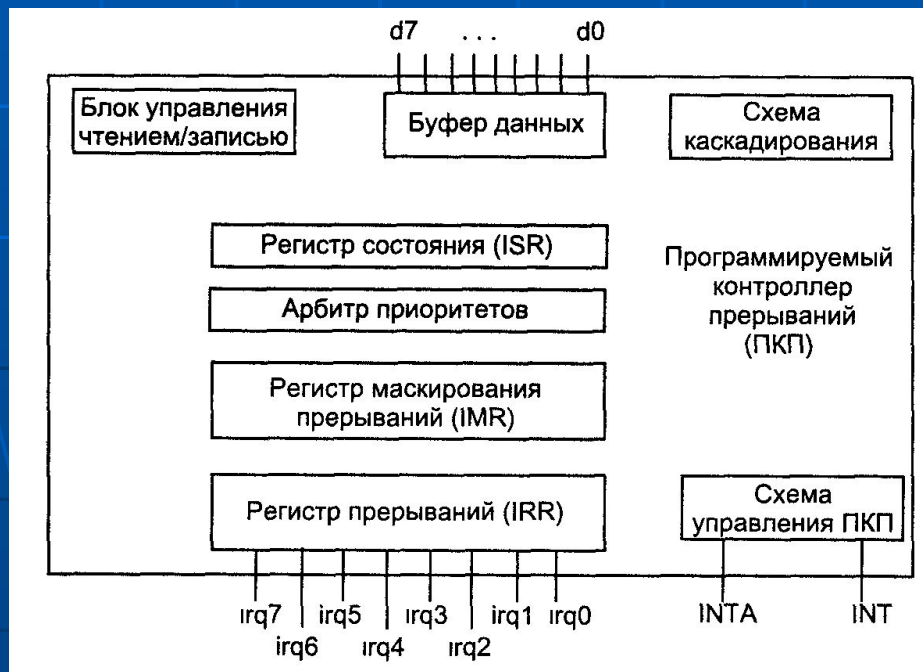 d7 ... d0
Блок управления
чтением/записью
Буфер данных
Схема
каскадирования
Регистр состояния (ISR)
Арбитр приоритетов
Регистр маскирования
прерываний (IMR)
Регистр прерываний (IRR)
Программируемый
контроллер
прерываний
(ПКП)
Схема
управления ПКП
irq7 irq5 irq3 irq1 irq0
irq6 irq4 irq2
INTA INT